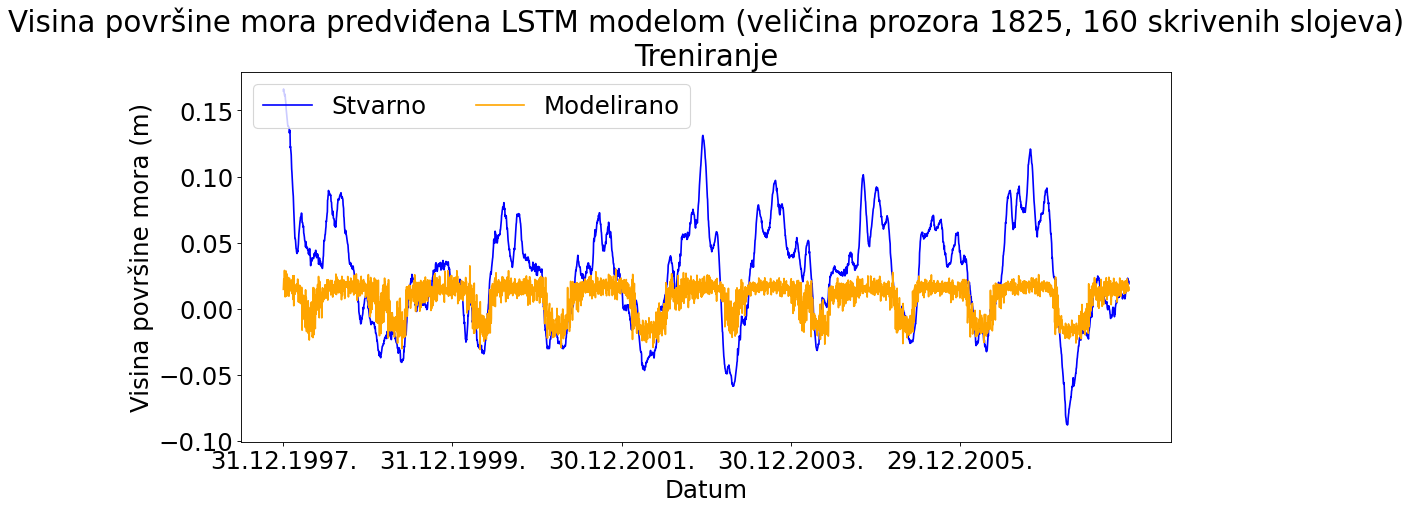 Visina površine mora predviđena LSTM modelom (veličina prozora 1825, 160 skrivenih slojeva)
Treniranje
Stvarno Modelirano
Visina površine mora (m)
0.15
0.10
0.05
0.00
−0.05
−0.10
31.12.1997. 31.12.1999. 30.12.2001. 30.12.2003. 29.12.2005.
Datum